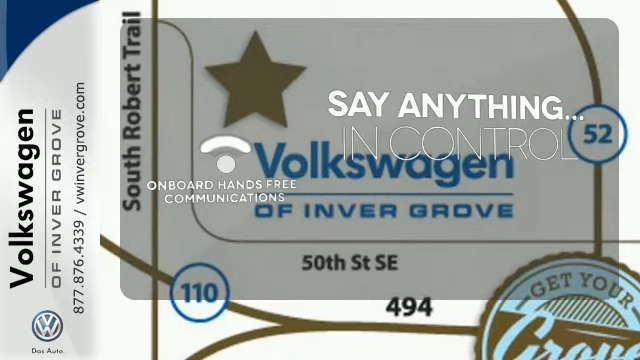 Volkswagen
OF INVER GROVE
877.876.4339 / vwinvergrove.com
Das Auto.
South Robert Trail
SAY ANYTHING...
IN CONTROL
52
Volkswagen
OF INVER GROVE
ONBOARD HANDS FREE
COMMUNICATIONS
50th St SE
110
494
GET YOUR